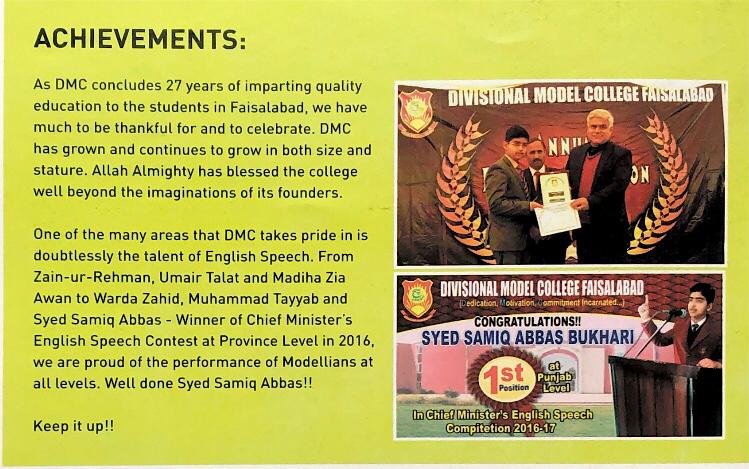 ACHIEVEMENTS:
As DMC concludes 27 years of imparting quality
education to the students in Faisalabad, we have
much to be thankful for and to celebrate. DMC
has grown and continues to grow in both size and
stature. Allah Almighty has blessed the college
well beyond the imaginations of its founders.
One of the many areas that DMC takes pride in is
doubtlessly the talent of English Speech. From
Zain-ur-Rehman, Umair Talat and Madiha Zia
Awan to Warda Zahid, Muhammad Tayyab and
Syed Samiq Abbas - Winner of Chief Minister's
English Speech Contest at Province Level in 2016,
we are proud of the performance of Modellians at
all levels. Well done Syed Samiq Abbas!!
Keep it up!!
DIVISIONAL MODEL COLLEGE FAISALABAD
ANNU
ION
DIVISIONAL MODEL COLLEGE FAISALABAD
(Dedication, Motivation, Commitment Incarnated...)
CONGRATULATIONS!!
SYED SAMIQ ABBAS BUKHARI
1st
Position
at
Punjab
Level
In Chief Minister's English Speech
Compitetion 2016-17